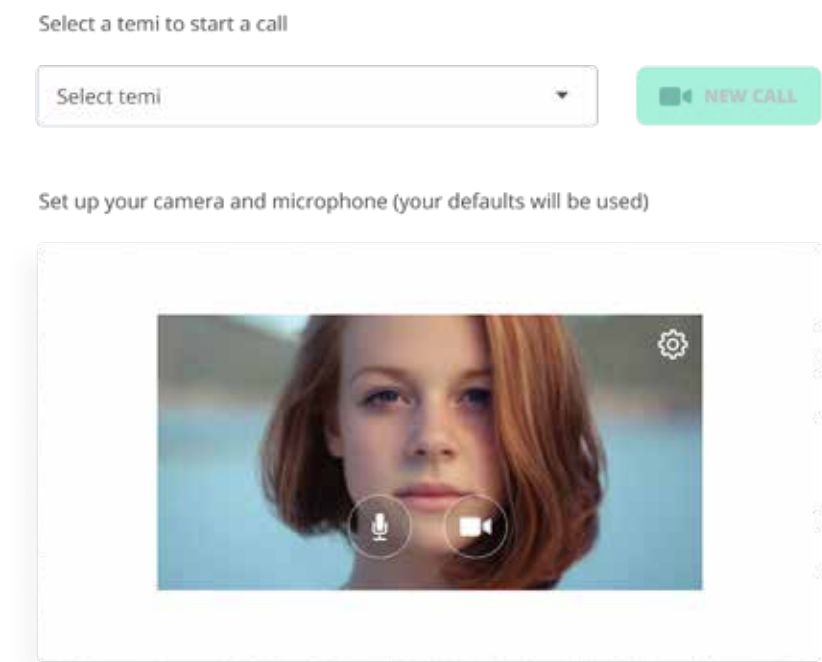 Select a temi to start a call
Select temi
NEW CALL
Set up your camera and microphone (your defaults will be used)